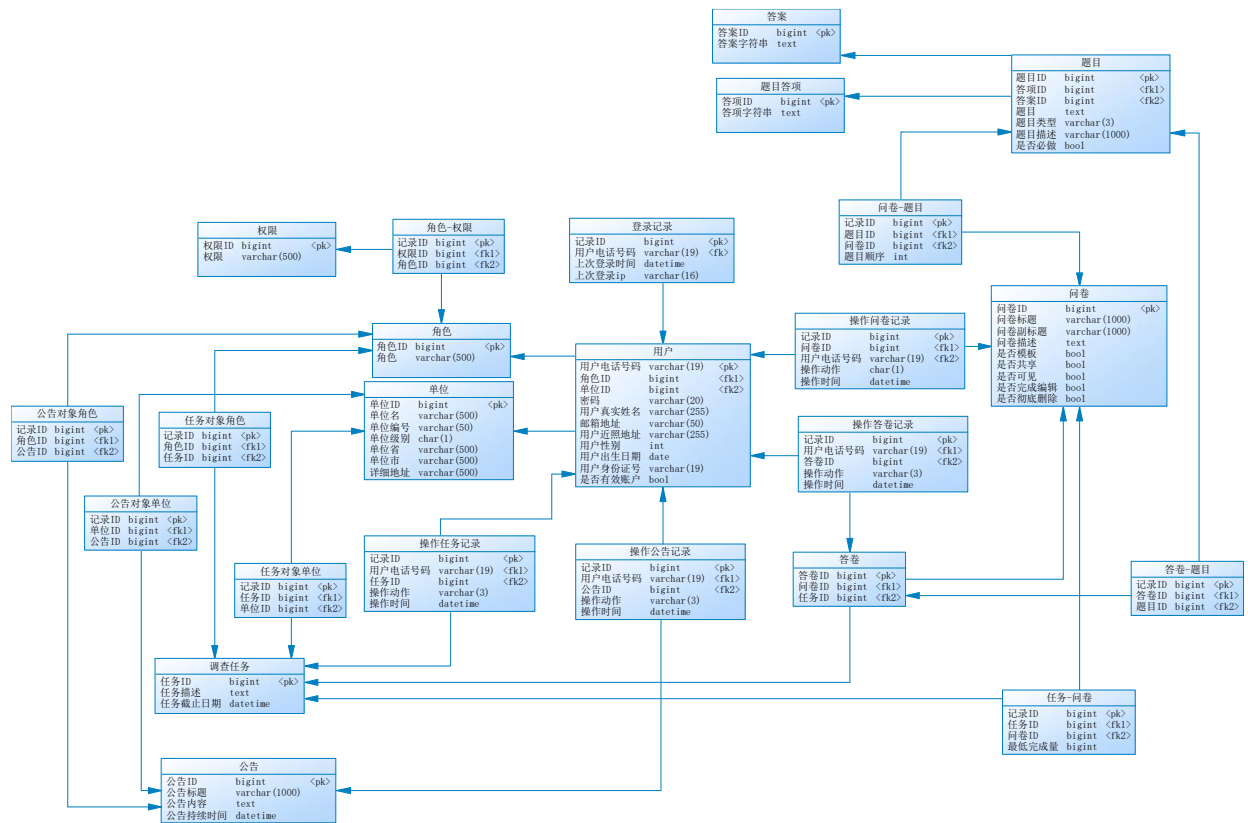 答案
答案ID bigint <pk>
答案字符串 text
题目
题目ID bigint <pk>
答项ID bigint <fk1>
答案ID bigint <fk2>
题目 text
题目类型 varchar(3)
题目描述 varchar(1000)
是否必做 bool
题目答项
答项ID bigint <pk>
答项字符串 text
问卷-题目
记录ID bigint <pk>
题目ID bigint <fk1>
问卷ID bigint <fk2>
题目顺序 int
权限
权限ID bigint <pk>
权限 varchar(500)
角色-权限
记录ID bigint <pk>
权限ID bigint <fk1>
角色ID bigint <fk2>
登录记录
记录ID bigint <pk>
用户电话号码 varchar(19) <fk>
上次登录时间 datetime
上次登录ip varchar(16)
问卷
问卷ID bigint <pk>
问卷标题 varchar(1000)
问卷副标题 varchar(1000)
问卷描述 text
是否模板 bool
是否共享 bool
是否可见 bool
是否完成编辑 bool
是否彻底删除 bool
操作问卷记录
记录ID bigint <pk>
问卷ID bigint <fk1>
用户电话号码 varchar(19) <fk2>
操作动作 char(1)
操作时间 datetime
角色
角色ID bigint <pk>
角色 varchar(500)
用户
用户电话号码 varchar(19) <pk>
角色ID bigint <fk1>
单位ID bigint <fk2>
密码 varchar(20)
用户真实姓名 varchar(255)
邮箱地址 varchar(50)
用户近照地址 varchar(255)
用户性别 int
用户出生日期 date
用户身份证号 varchar(19)
是否有效账户 bool
单位
单位ID bigint <pk>
单位名 varchar(500)
单位编号 varchar(50)
单位级别 char(1)
单位省 varchar(500)
单位市 varchar(500)
详细地址 varchar(500)
公告对象角色
记录ID bigint <pk>
角色ID bigint <fk1>
公告ID bigint <fk2>
任务对象角色
记录ID bigint <pk>
角色ID bigint <fk1>
任务ID bigint <fk2>
操作答卷记录
记录ID bigint <pk>
用户电话号码 varchar(19) <fk1>
答卷ID bigint <fk2>
操作动作 varchar(3)
操作时间 datetime
公告对象单位
记录ID bigint <pk>
单位ID bigint <fk1>
公告ID bigint <fk2>
操作任务记录
记录ID bigint <pk>
用户电话号码 varchar(19) <fk1>
任务ID bigint <fk2>
操作动作 varchar(3)
操作时间 datetime
操作公告记录
记录ID bigint <pk>
用户电话号码 varchar(19) <fk1>
公告ID bigint <fk2>
操作动作 varchar(3)
操作时间 datetime
答卷
答卷ID bigint <pk>
问卷ID bigint <fk1>
任务ID bigint <fk2>
任务对象单位
记录ID bigint <pk>
任务ID bigint <fk1>
单位ID bigint <fk2>
答卷-题目
记录ID bigint <pk>
答卷ID bigint <fk1>
题目ID bigint <fk2>
调查任务
任务ID bigint <pk>
任务描述 text
任务截止日期 datetime
任务-问卷
记录ID bigint <pk>
任务ID bigint <fk1>
问卷ID bigint <fk2>
最低完成量 bigint
公告
公告ID bigint <pk>
公告标题 varchar(1000)
公告内容 text
公告持续时间 datetime